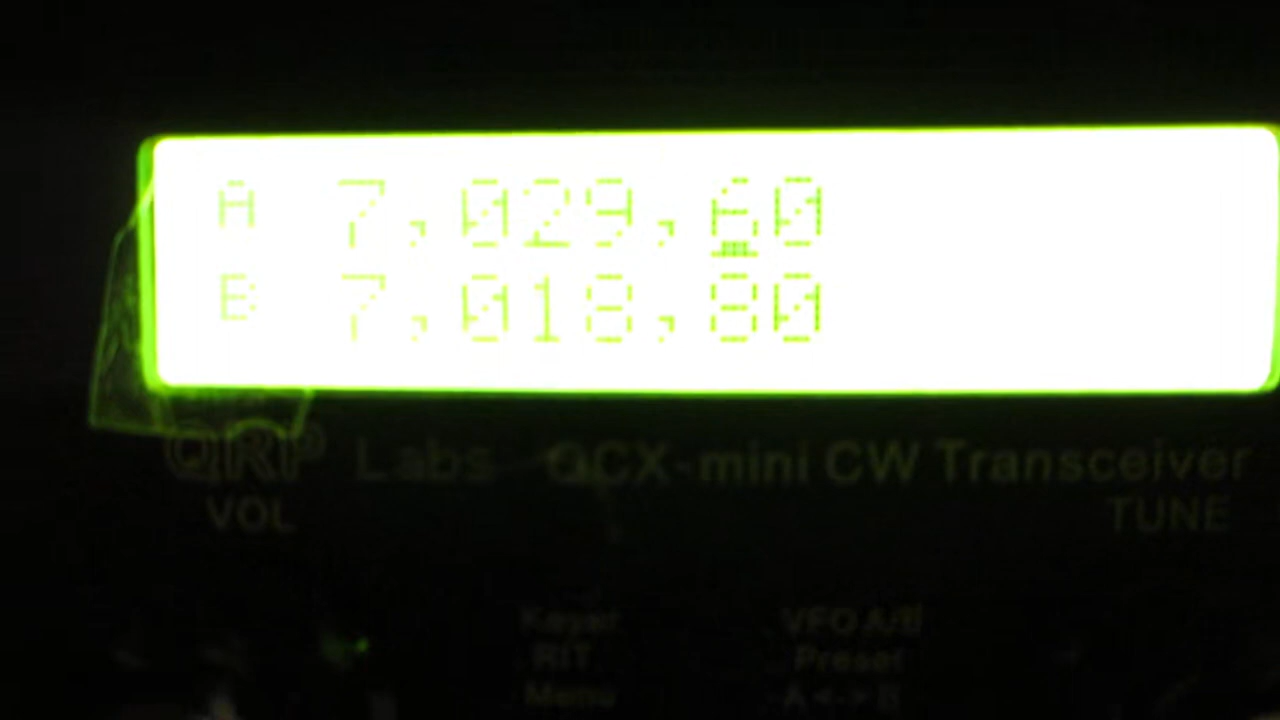 A 7,029,60
B 7,018,80
QRP Labs QCX-mini CW Transceiver
VOL TUNE
Keyer VFO A/B
RIT Preset
Menu A<->B